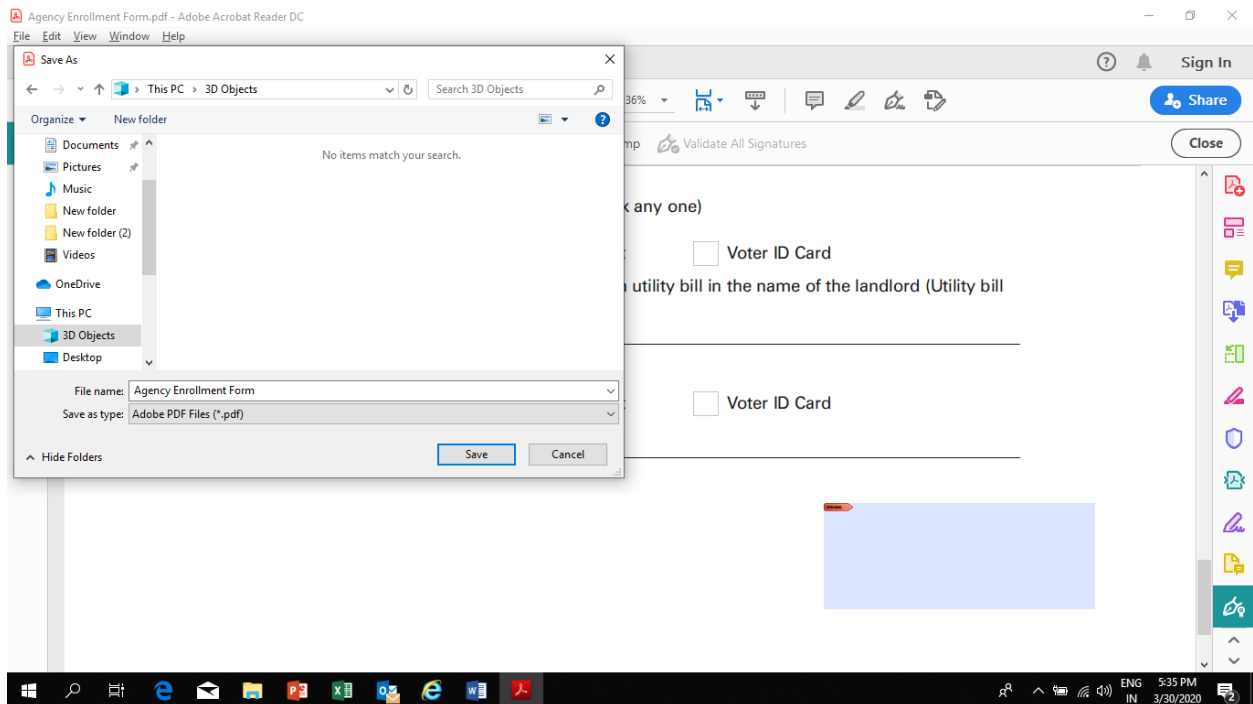 Agency Enrollment Form.pdf - Adobe Acrobat Reader DC
File Edit View Window Help
Save As
This PC > 3D Objects
Search 3D Objects
Organize
New folder
Documents
Pictures
Music
New folder
New folder (2)
Videos
OneDrive
This PC
3D Objects
Desktop
No items match your search.
File name: Agency Enrollment Form
Save as type: Adobe PDF Files (*.pdf)
Hide Folders
Save
Cancel
Sign In
36%
Share
mp
Validate All Signatures
Close
k any one)
Voter ID Card
utility bill in the name of the landlord (Utility bill
Voter ID Card
ENG
IN
5:35 PM
3/30/2020
2